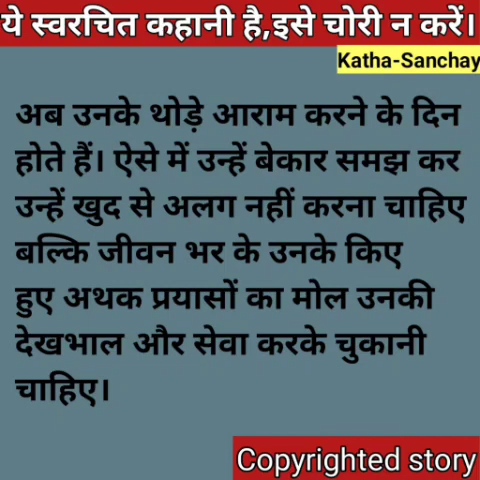 ये स्वरचित कहानी है,इसे चोरी न करें।
Katha-Sanchay
अब उनके थोड़े आराम करने के दिन
होते हैं। ऐसे में उन्हें बेकार समझ कर
उन्हें खुद से अलग नहीं करना चाहिए
बल्कि जीवन भर के उनके किए
हुए अथक प्रयासों का मोल उनकी
देखभाल और सेवा करके चुकानी
चाहिए।
Copyrighted story